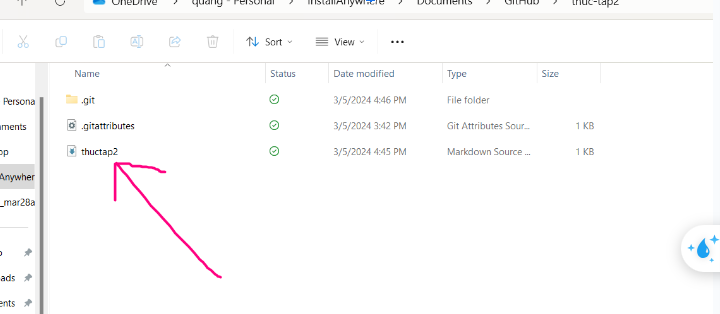 OneDrive > quang - Personal > InstallAnywhere > Documents > GitHub > thuc-tap2
Sort View ...
Name Status Date modified Type Size
.git 3/5/2024 4:46 PM File folder
Persona
.gitattributes 3/5/2024 3:42 PM Git Attributes Sour... 1 KB
uments
thuctap2 3/5/2024 4:45 PM Markdown Source ... 1 KB
op
Anywher
_mar28a
o
ads
ents